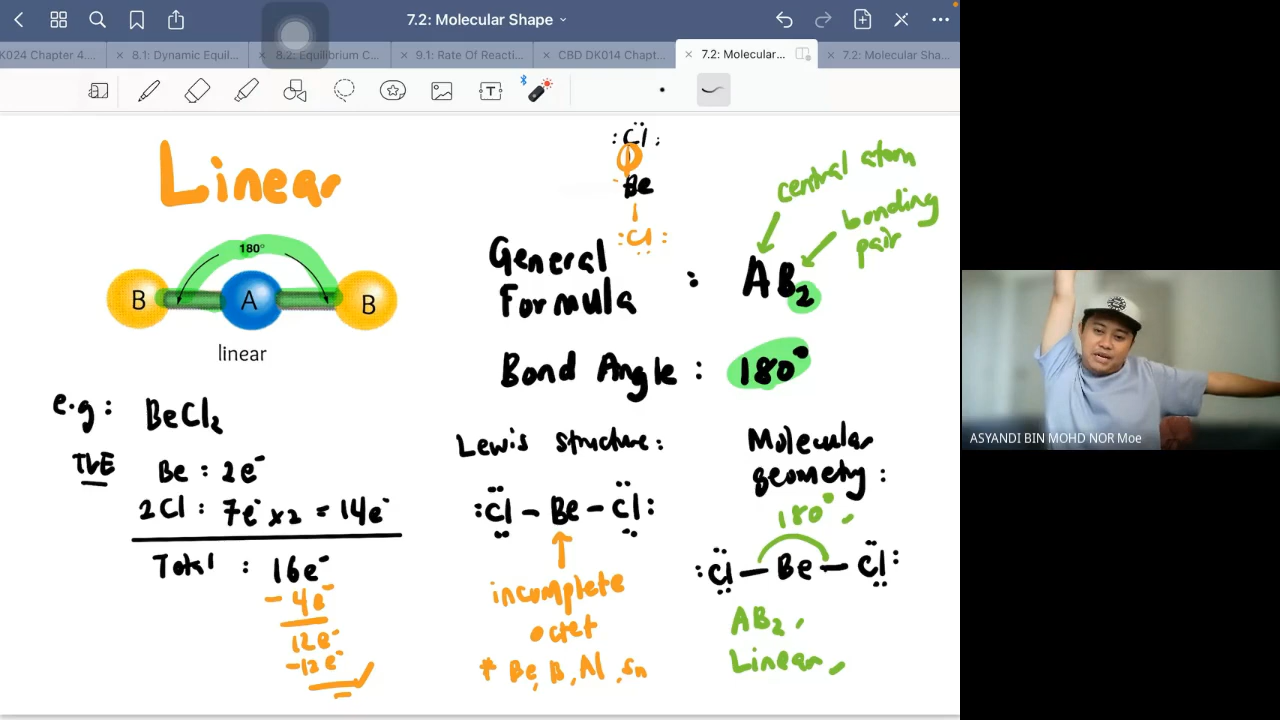 7.2: Molecular Shape
K024 Chapter 4....
8.1: Dynamic Equil...
8.2: Equilibrium C...
9.1: Rate Of Reacti...
CBD DK014 Chapt...
7.2: Molecular...
7.2: Molecular Sha...
T
Linear
:Cl:
Be
:Cl:
central atom
bonding
pair
General
Formula : AB2
180°
B A B
linear
Bond Angle : 180°
e.g : BeCl2
TVE
Be : 2e-
2Cl : 7e- x 2 = 14e-
Total : 16e-
- 4e-
12e-
-12e-
Lewis structure:
:Cl - Be - Cl:
incomplete
octet
* Be, B, Al, Sn
Molecular
geometry :
180°
:Cl - Be - Cl:
AB2,
Linear,
ASYANDI BIN MOHD NOR Moe